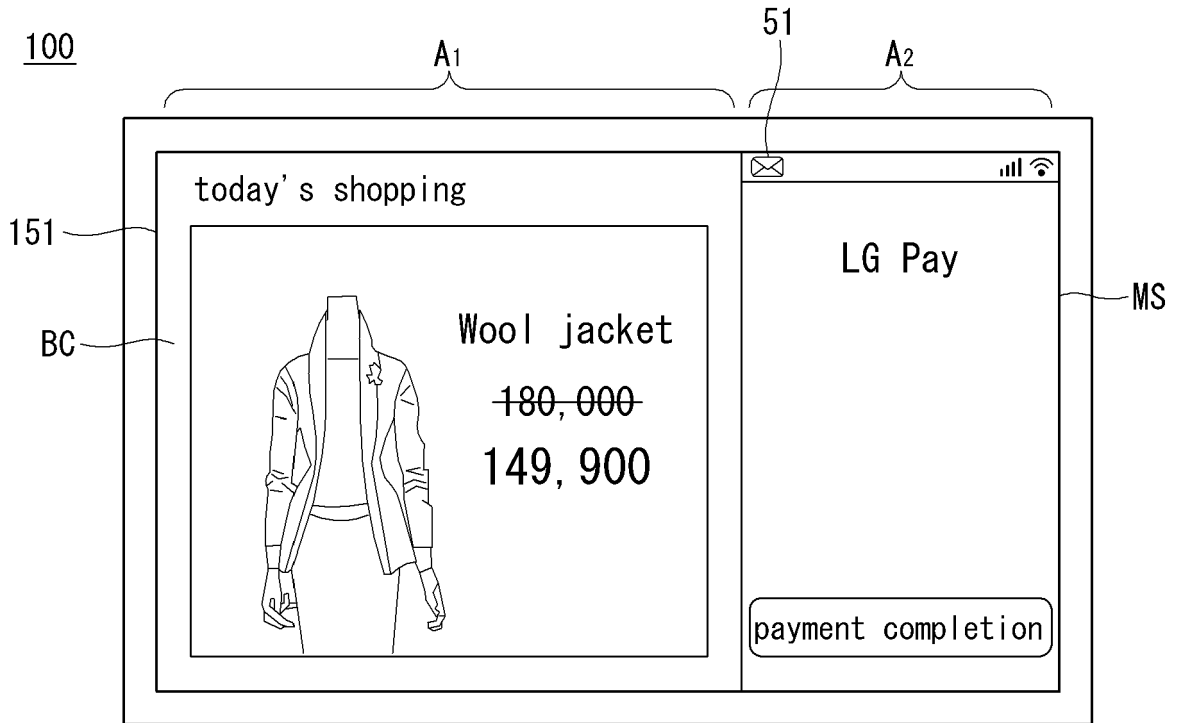 100
A1
A2
51
today's shopping
151
BC
Wool jacket
180,000
149,900
LG Pay
MS
payment completion